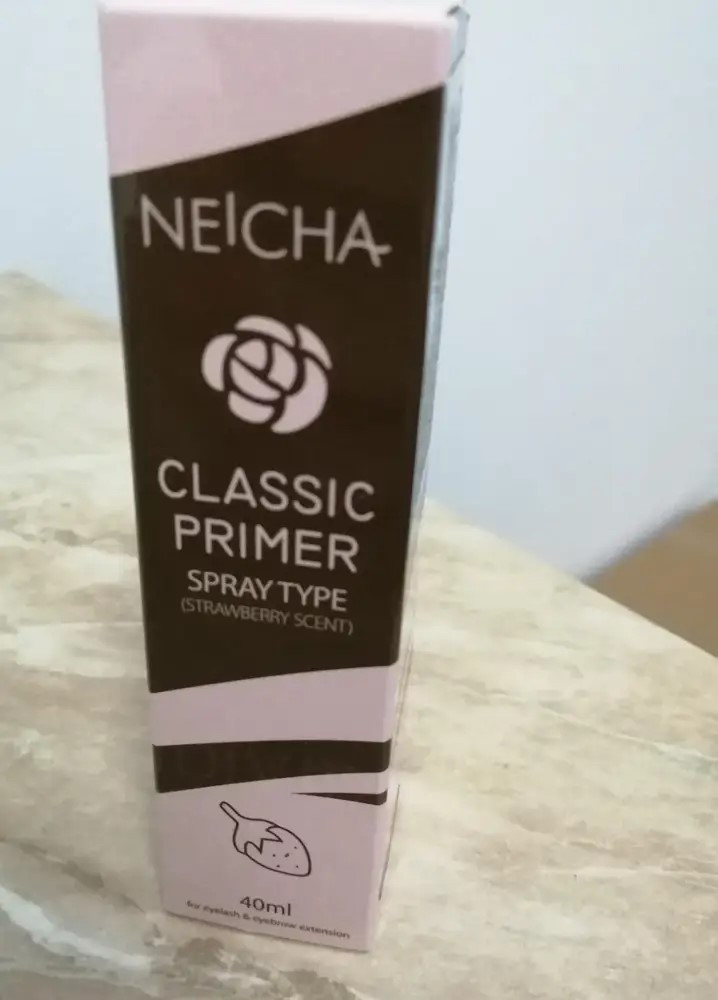 NEICHA
CLASSIC
PRIMER
SPRAY TYPE
(STRAWBERRY SCENT)
40ml
for eyelash & eyebrow extension